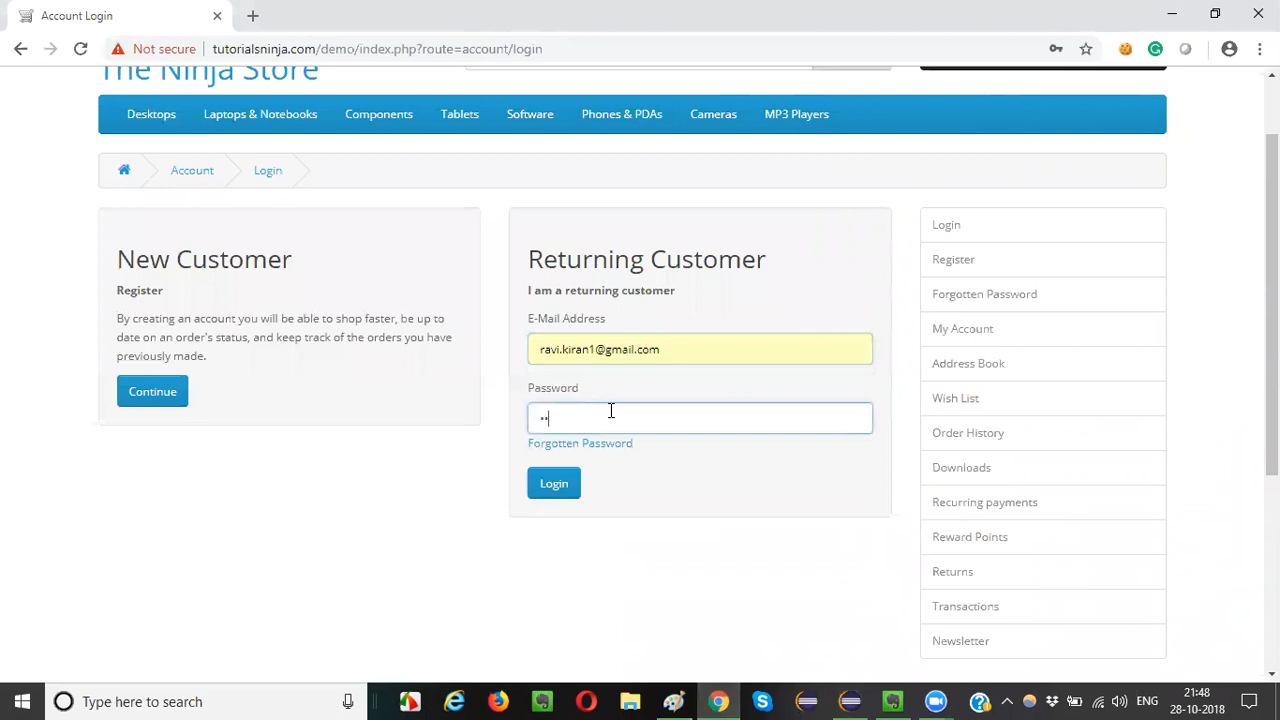 Account Login
Not secure
tutorialsninja.com/demo/index.php?route=account/login
The Ninja Store
Desktops
Laptops & Notebooks
Components
Tablets
Software
Phones & PDAs
Cameras
MP3 Players
Account
Login
New Customer
Register
By creating an account you will be able to shop faster, be up to
date on an order's status, and keep track of the orders you have
previously made.
Continue
Returning Customer
I am a returning customer
E-Mail Address
ravi.kiran1@gmail.com
Password
Forgotten Password
Login
Login
Register
Forgotten Password
My Account
Address Book
Wish List
Order History
Downloads
Recurring payments
Reward Points
Returns
Transactions
Newsletter
Type here to search
ENG
21:48
28-10-2018